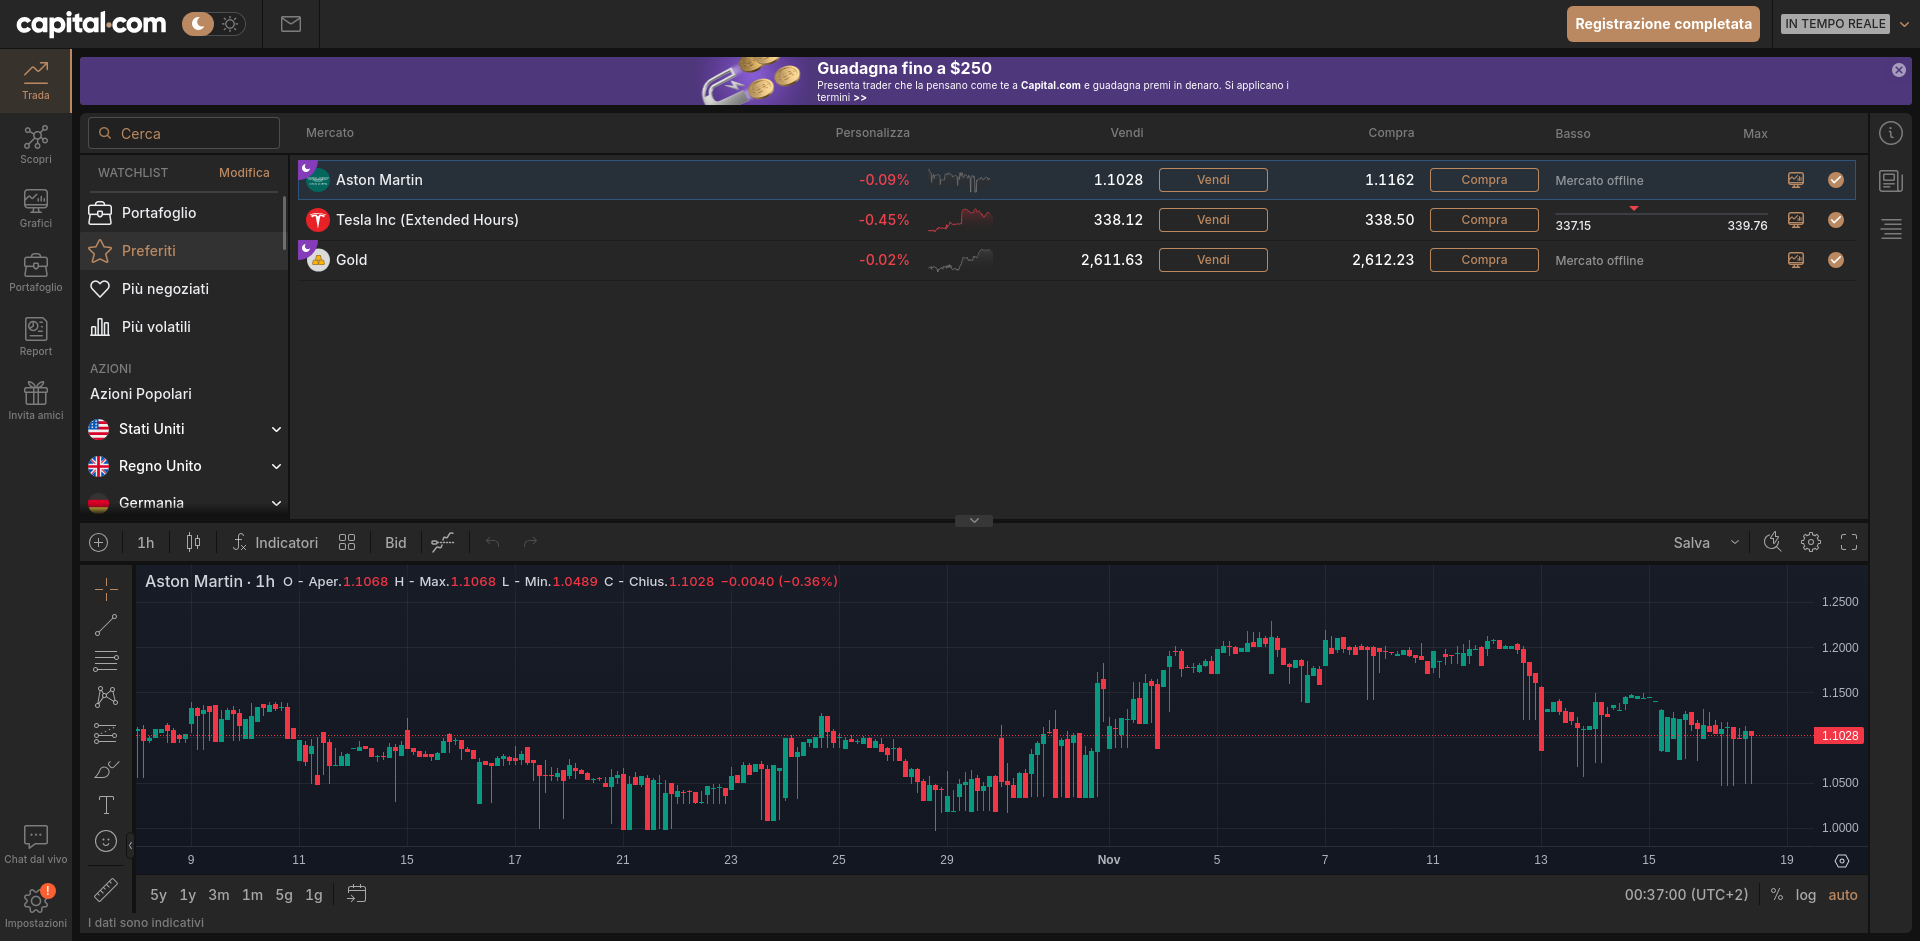 capital.com
Registrazione completata
IN TEMPO REALE
Trada
Scopri
Grafici
Portafoglio
Report
Invita amici
Chat dal vivo
Impostazioni
Guadagna fino a $250
Presenta trader che la pensano come te a Capital.com e guadagna premi in denaro. Si applicano i
termini >>
Cerca
Mercato Personalizza Vendi Compra Basso Max
WATCHLIST Modifica
Portafoglio
Preferiti
Più negoziati
Più volatili
AZIONI
Azioni Popolari
Stati Uniti
Regno Unito
Germania
Aston Martin -0.09% 1.1028 Vendi 1.1162 Compra Mercato offline
Tesla Inc (Extended Hours) -0.45% 338.12 Vendi 338.50 Compra 337.15 339.76
Gold -0.02% 2,611.63 Vendi 2,612.23 Compra Mercato offline
1h Indicatori Bid Salva
Aston Martin · 1h O - Aper.1.1068 H - Max.1.1068 L - Min.1.0489 C - Chius.1.1028 −0.0040 (−0.36%)
1.2500
1.2000
1.1500
1.1028
1.0500
1.0000
9 11 15 17 21 23 25 29 Nov 5 7 11 13 15 19
5y 1y 3m 1m 5g 1g 00:37:00 (UTC+2) % log auto
I dati sono indicativi